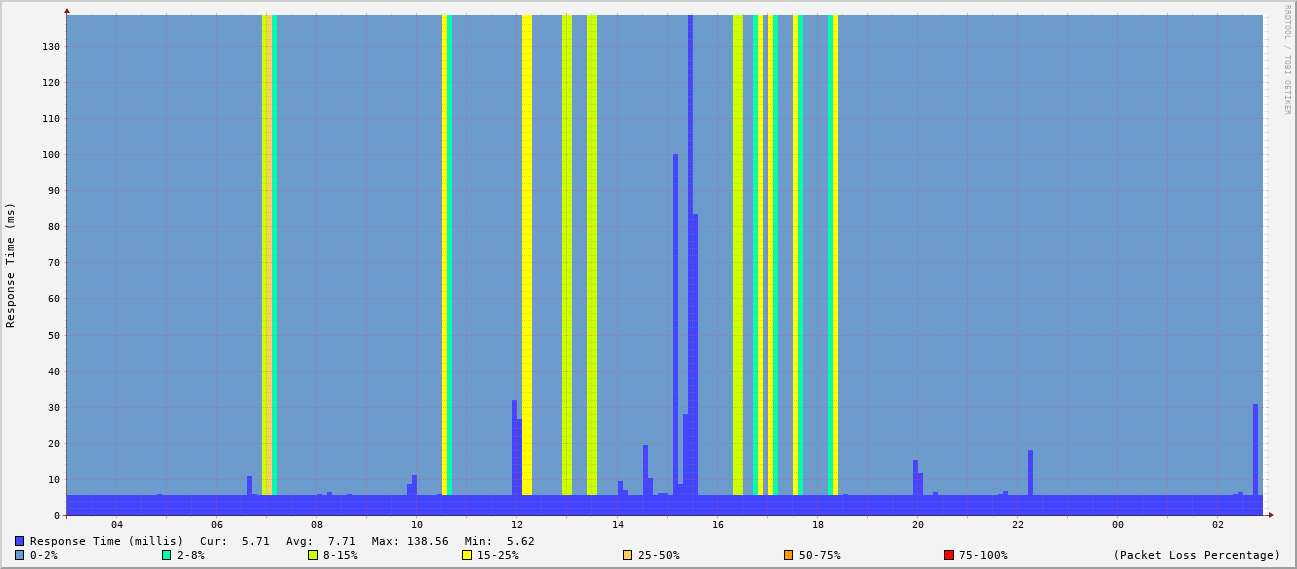 RRDTOOL / TOBI OETIKER
Response Time (ms)
130
120
110
100
90
80
70
60
50
40
30
20
10
0
04 06 08 10 12 14 16 18 20 22 00 02
Response Time (millis) Cur: 5.71 Avg: 7.71 Max: 138.56 Min: 5.62
0-2% 2-8% 8-15% 15-25% 25-50% 50-75% 75-100% (Packet Loss Percentage)